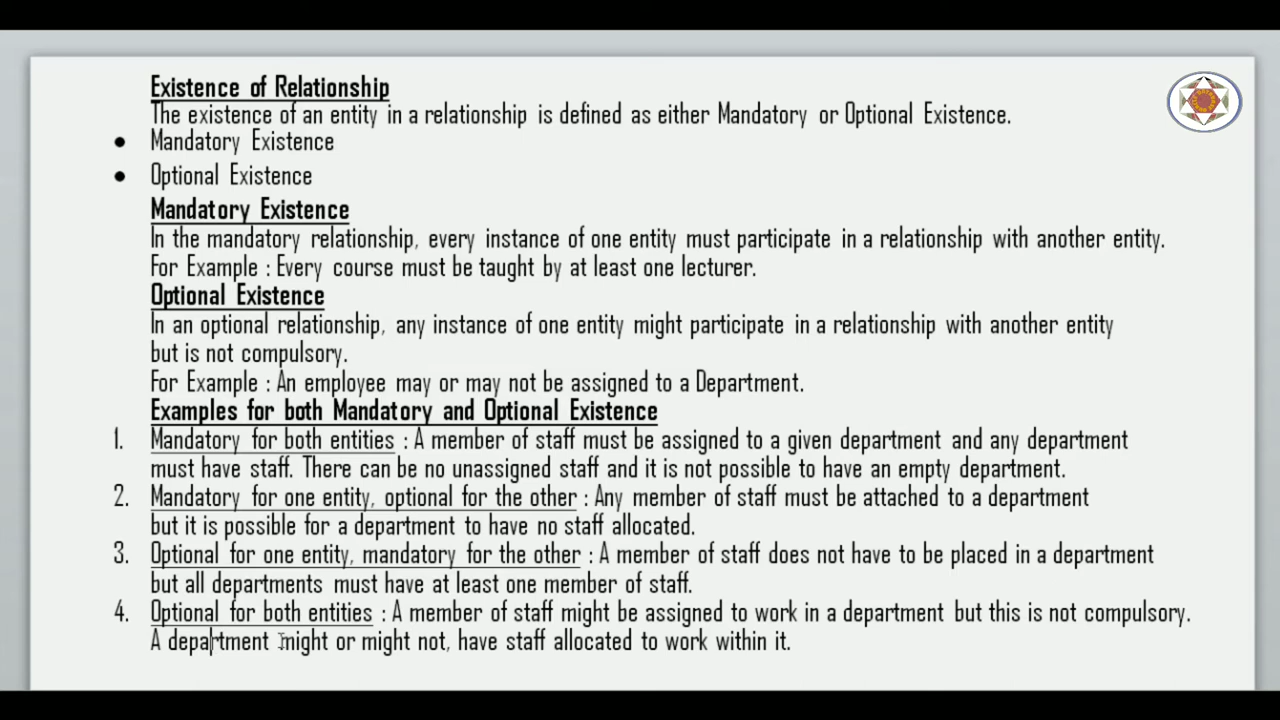 Existence of Relationship
The existence of an entity in a relationship is defined as either Mandatory or Optional Existence.
● Mandatory Existence
● Optional Existence
Mandatory Existence
In the mandatory relationship, every instance of one entity must participate in a relationship with another entity.
For Example : Every course must be taught by at least one lecturer.
Optional Existence
In an optional relationship, any instance of one entity might participate in a relationship with another entity
but is not compulsory.
For Example : An employee may or may not be assigned to a Department.
Examples for both Mandatory and Optional Existence
1. Mandatory for both entities : A member of staff must be assigned to a given department and any department
must have staff. There can be no unassigned staff and it is not possible to have an empty department.
2. Mandatory for one entity, optional for the other : Any member of staff must be attached to a department
but it is possible for a department to have no staff allocated.
3. Optional for one entity, mandatory for the other : A member of staff does not have to be placed in a department
but all departments must have at least one member of staff.
4. Optional for both entities : A member of staff might be assigned to work in a department but this is not compulsory.
A department might or might not, have staff allocated to work within it.